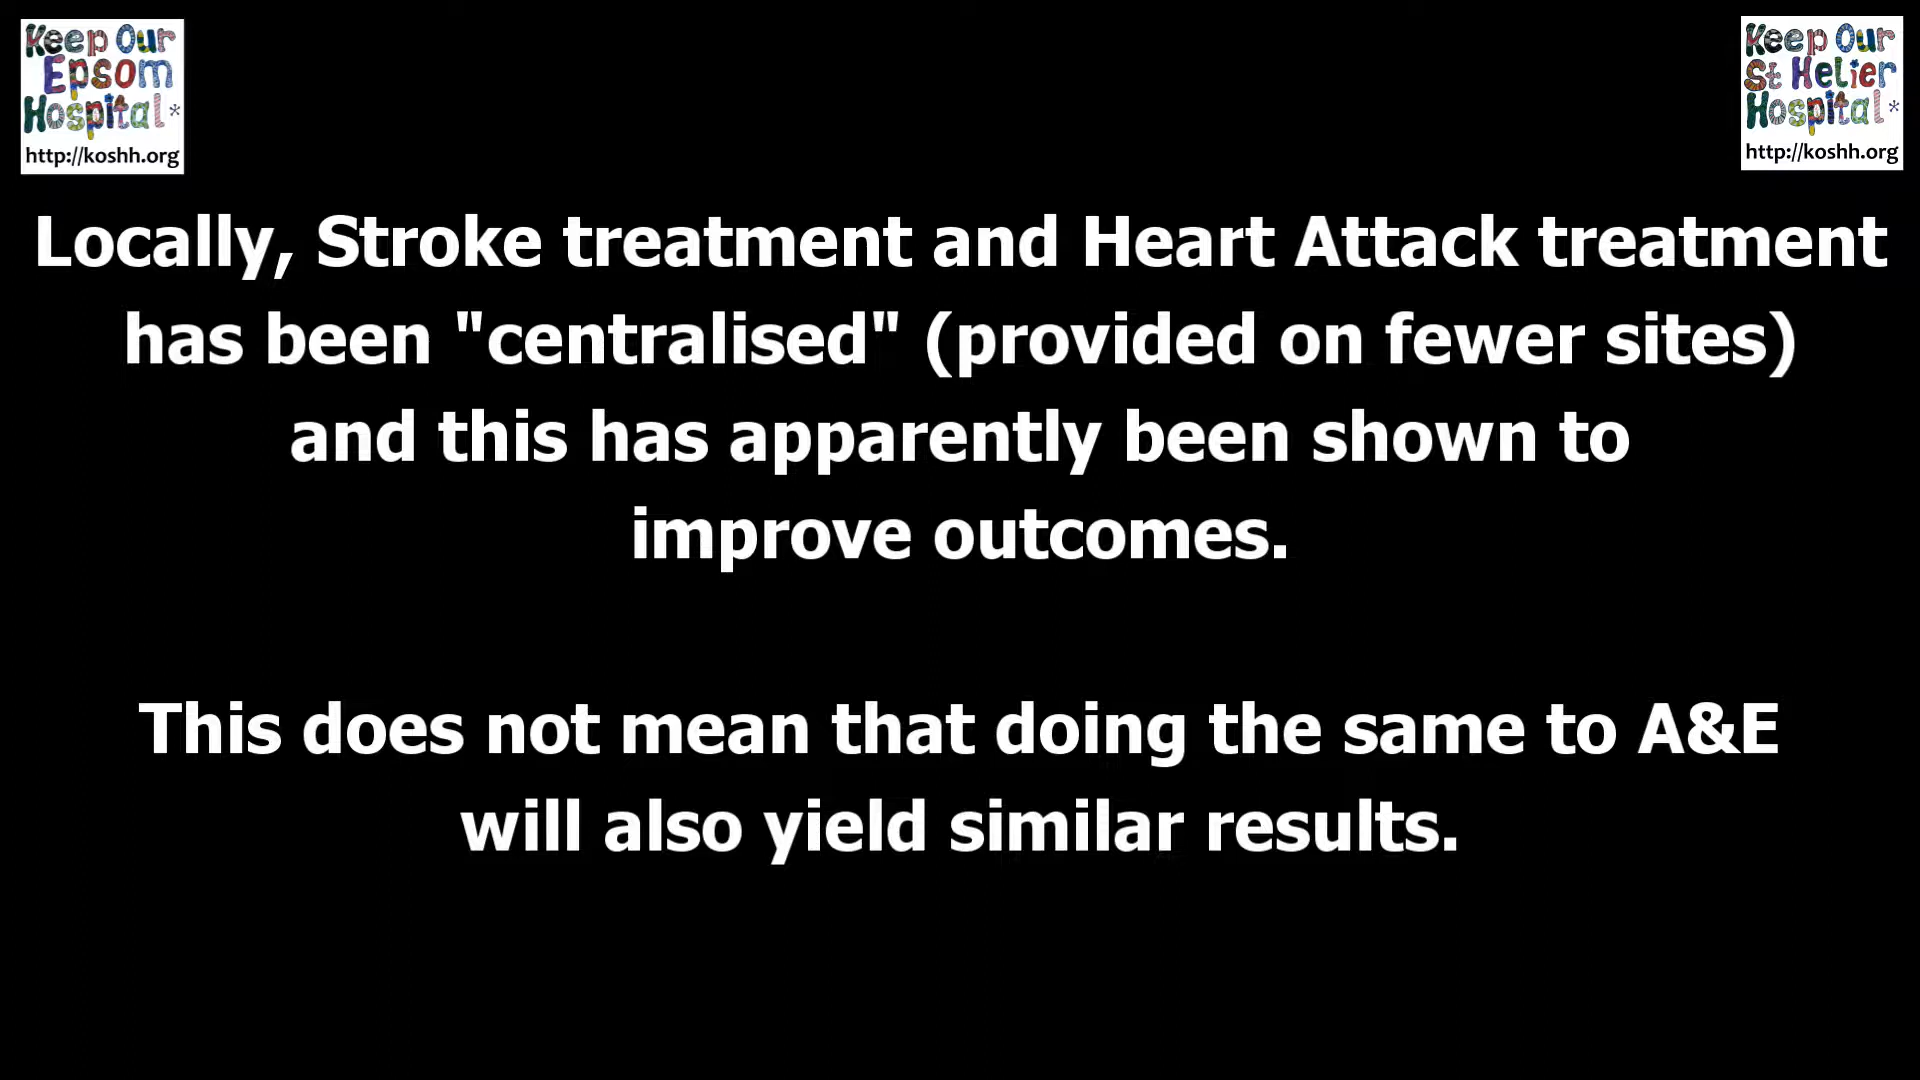 Keep Our
Epsom
Hospital*
http://koshh.org
Keep Our
St Helier
Hospital*
http://koshh.org
Locally, Stroke treatment and Heart Attack treatment
has been "centralised" (provided on fewer sites)
and this has apparently been shown to
improve outcomes.
This does not mean that doing the same to A&E
will also yield similar results.